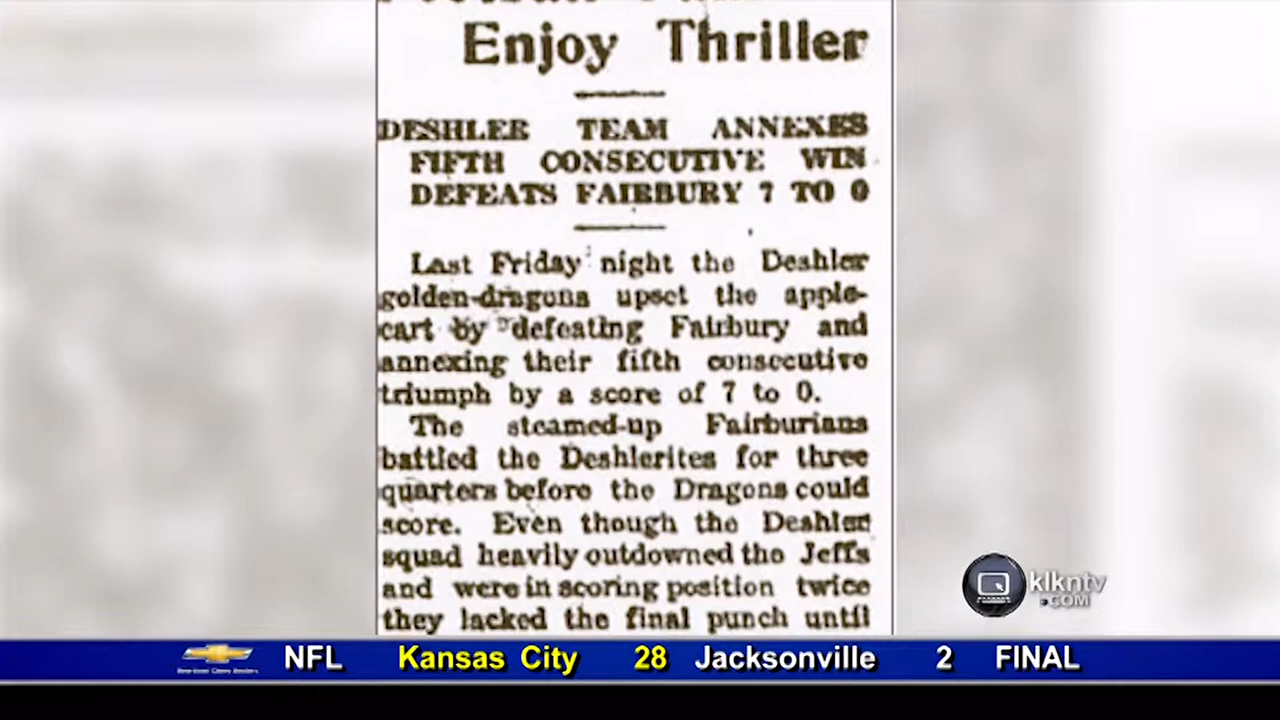 Enjoy Thriller
DESHLER TEAM ANNEXES
FIFTH CONSECUTIVE WIN
DEFEATS FAIRBURY 7 TO 0
Last Friday night the Deshler
golden-dragons upset the apple-
cart by defeating Fairbury and
annexing their fifth consecutive
triumph by a score of 7 to 0.
The steamed-up Fairburians
battled the Deshlerites for three
quarters before the Dragons could
score. Even though the Deshler
squad heavily outdowned the Jeffs
and were in scoring position twice
they lacked the final punch until
klkntv
.COM
NFL Kansas City 28 Jacksonville 2 FINAL